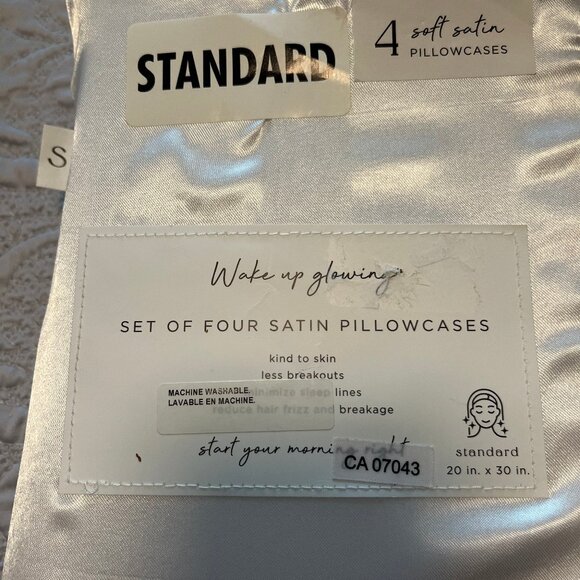 STANDARD
4 soft satin
PILLOWCASES
S
Wake up glowing
SET OF FOUR SATIN PILLOWCASES
kind to skin
less breakouts
minimize sleep lines
reduce hair frizz and breakage
MACHINE WASHABLE.
LAVABLE EN MACHINE.
start your morning right
CA 07043
standard
20 in. x 30 in.